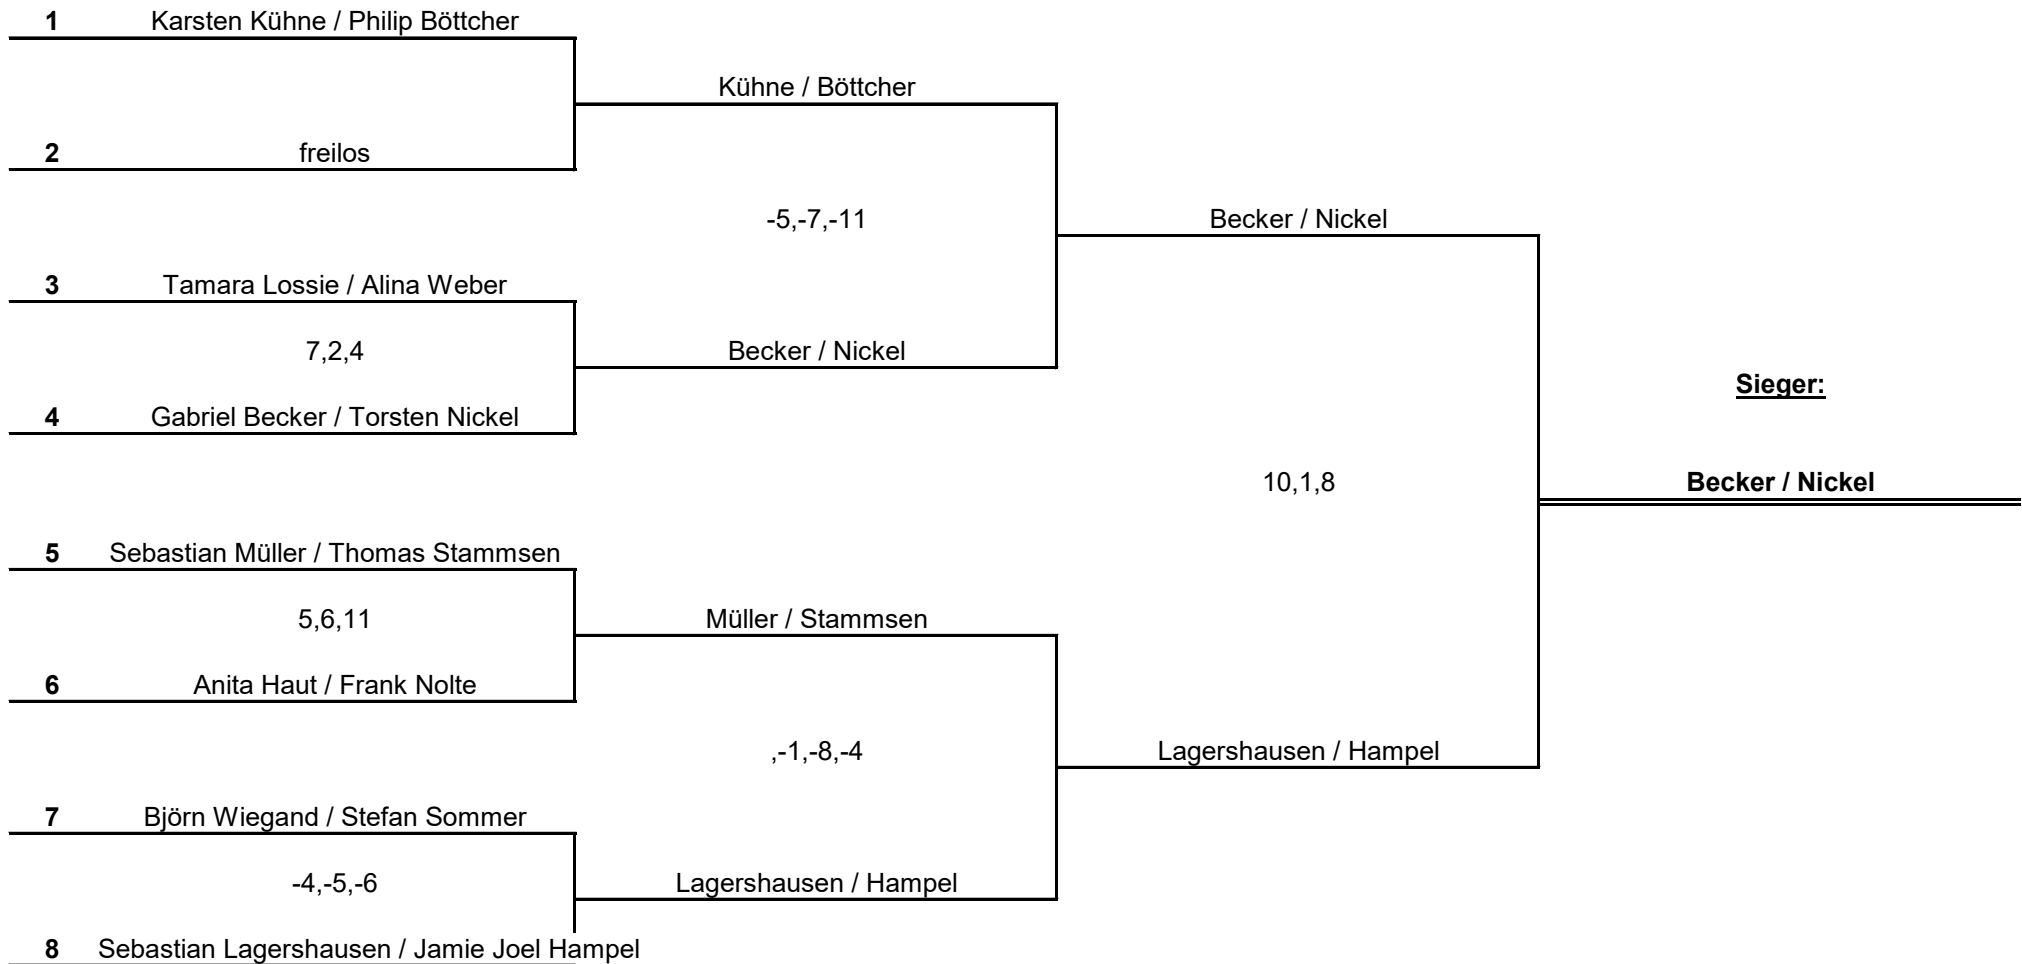 1 Karsten Kühne / Philip Böttcher
Kühne / Böttcher
2 freilos
-5,-7,-11
Becker / Nickel
3 Tamara Lossie / Alina Weber
7,2,4
Becker / Nickel
Sieger:
4 Gabriel Becker / Torsten Nickel
10,1,8
Becker / Nickel
5 Sebastian Müller / Thomas Stammsen
5,6,11
Müller / Stammsen
6 Anita Haut / Frank Nolte
,-1,-8,-4
Lagershausen / Hampel
7 Björn Wiegand / Stefan Sommer
-4,-5,-6
Lagershausen / Hampel
8 Sebastian Lagershausen / Jamie Joel Hampel